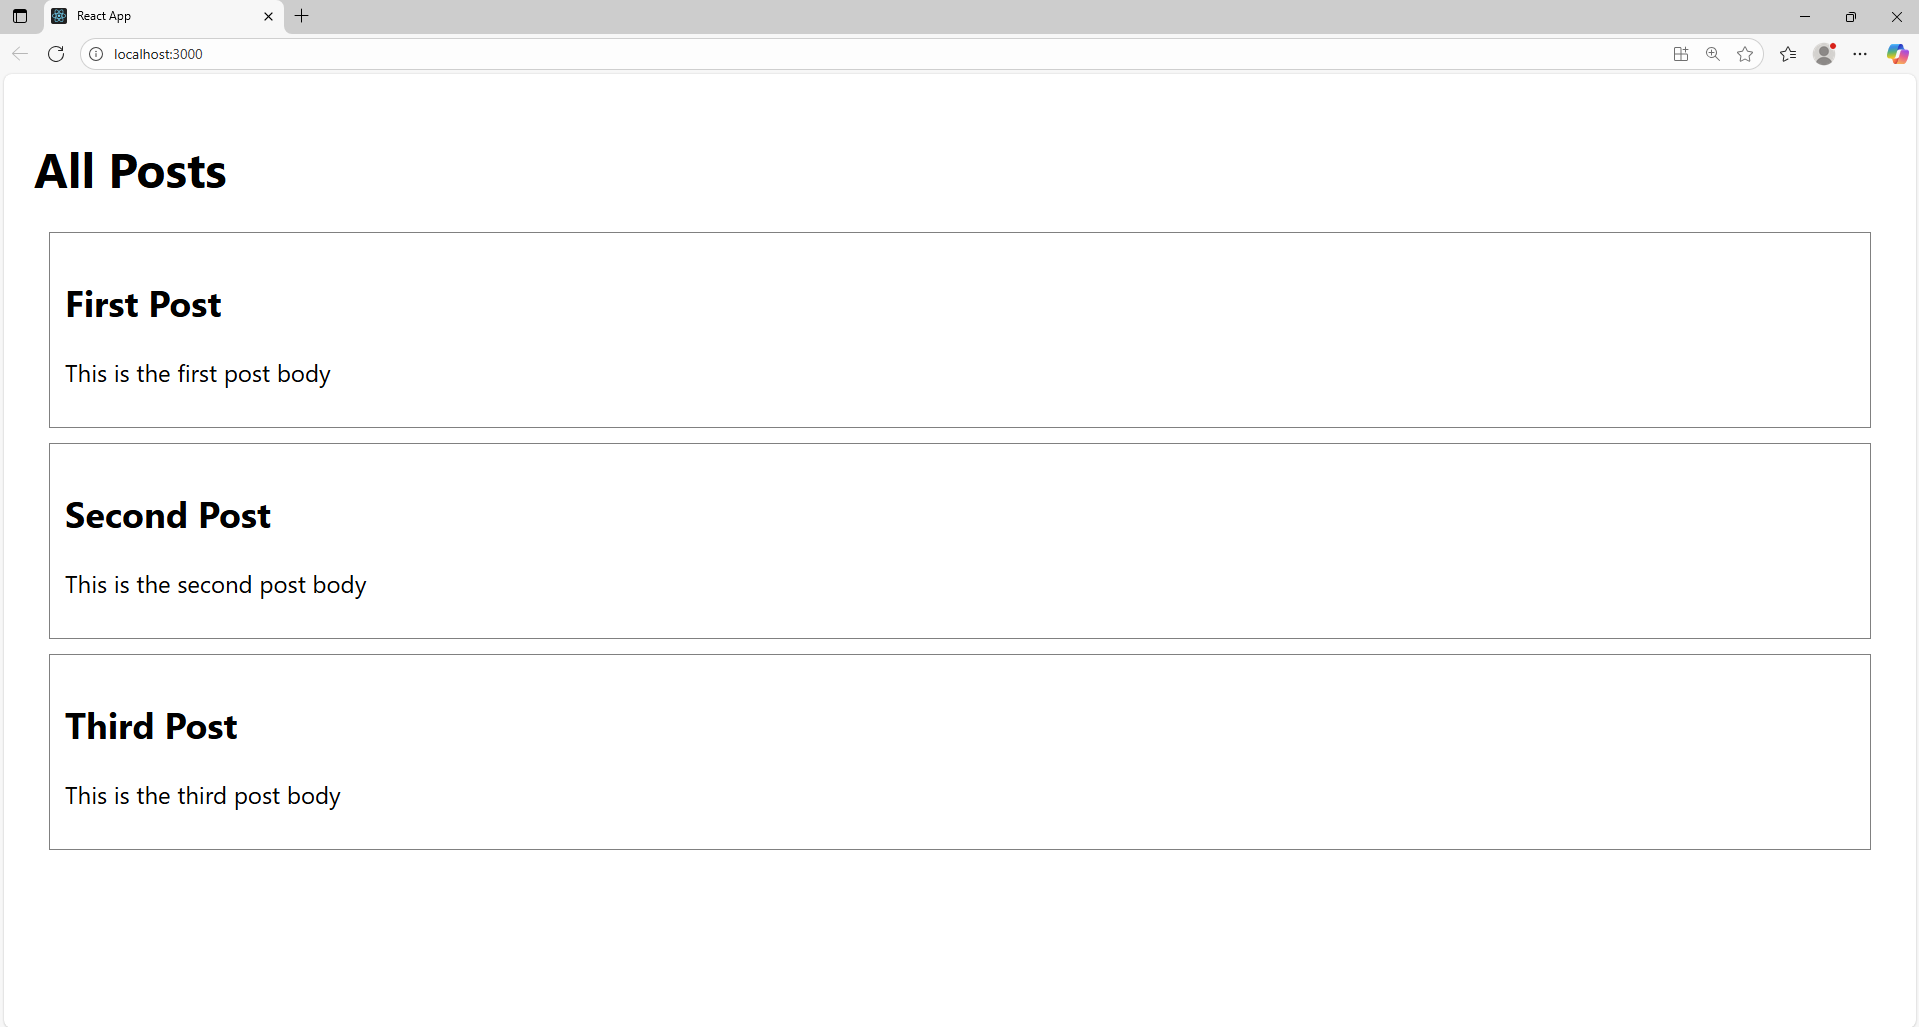 React App
localhost:3000
All Posts
First Post
This is the first post body
Second Post
This is the second post body
Third Post
This is the third post body